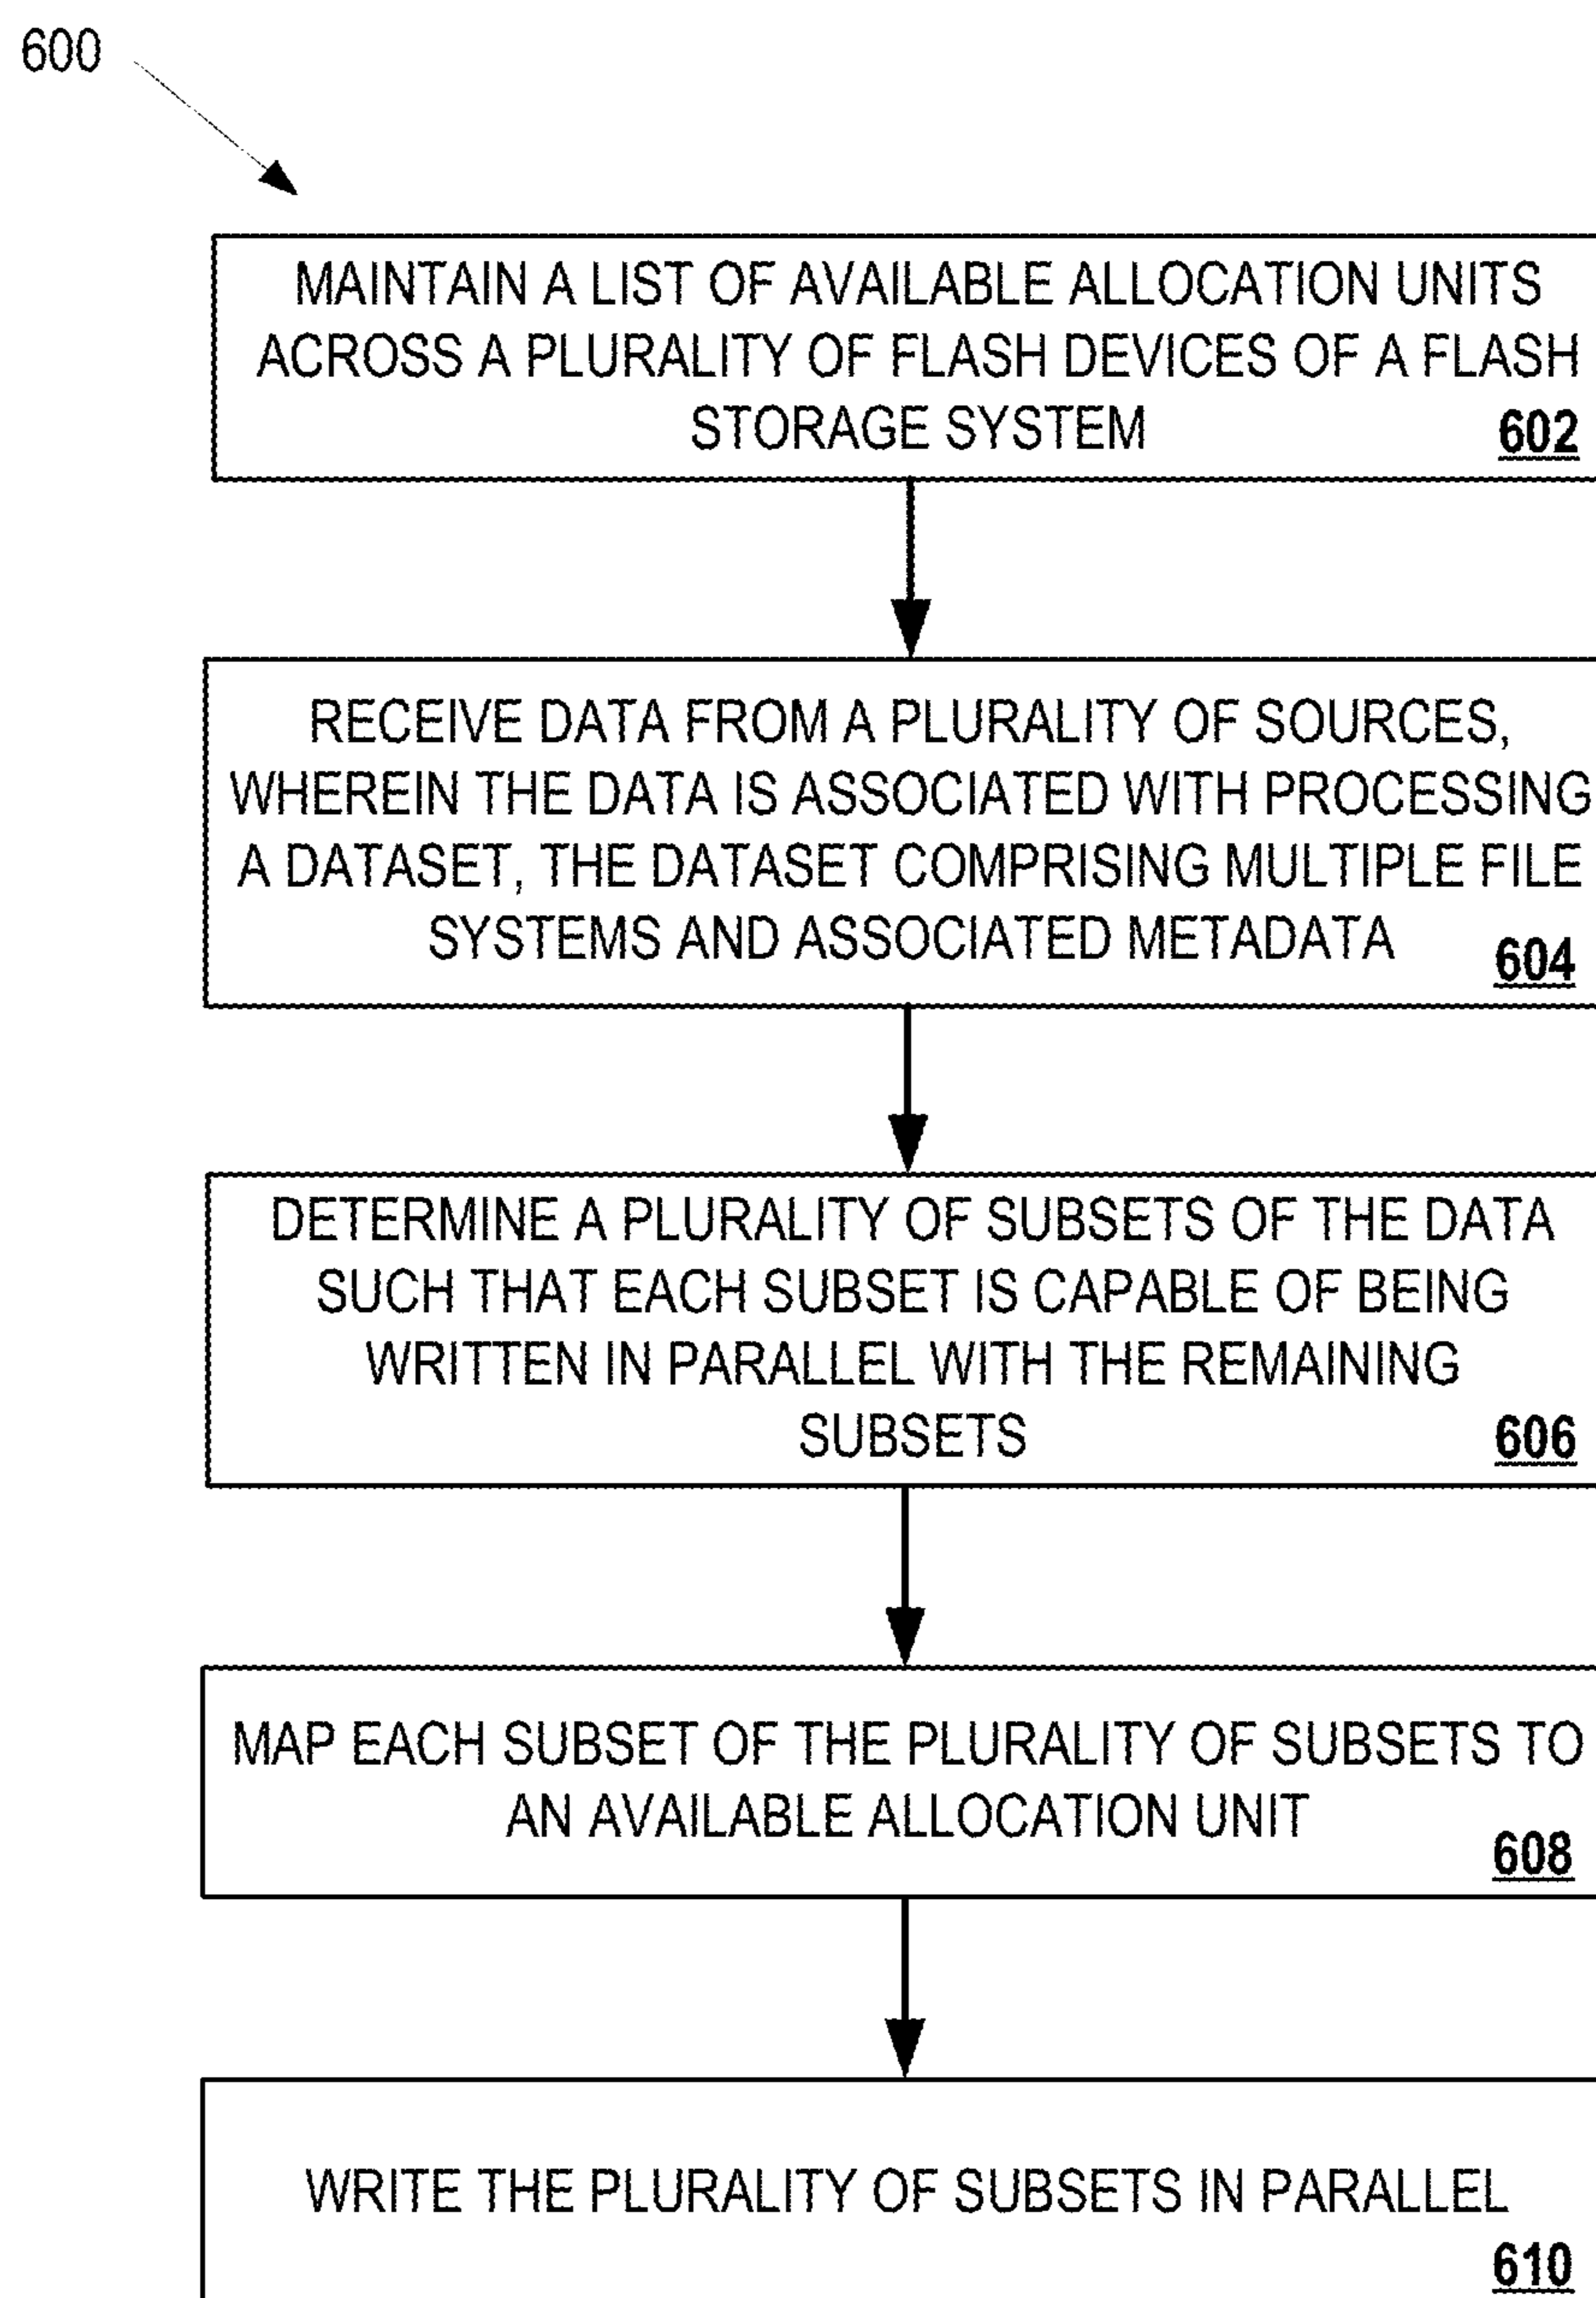 600
MAINTAIN A LIST OF AVAILABLE ALLOCATION UNITS
ACROSS A PLURALITY OF FLASH DEVICES OF A FLASH
STORAGE SYSTEM
602
RECEIVE DATA FROM A PLURALITY OF SOURCES,
WHEREIN THE DATA IS ASSOCIATED WITH PROCESSING
A DATASET, THE DATASET COMPRISING MULTIPLE FILE
SYSTEMS AND ASSOCIATED METADATA
604
DETERMINE A PLURALITY OF SUBSETS OF THE DATA
SUCH THAT EACH SUBSET IS CAPABLE OF BEING
WRITTEN IN PARALLEL WITH THE REMAINING
SUBSETS
606
MAP EACH SUBSET OF THE PLURALITY OF SUBSETS TO
AN AVAILABLE ALLOCATION UNIT
608
WRITE THE PLURALITY OF SUBSETS IN PARALLEL
610